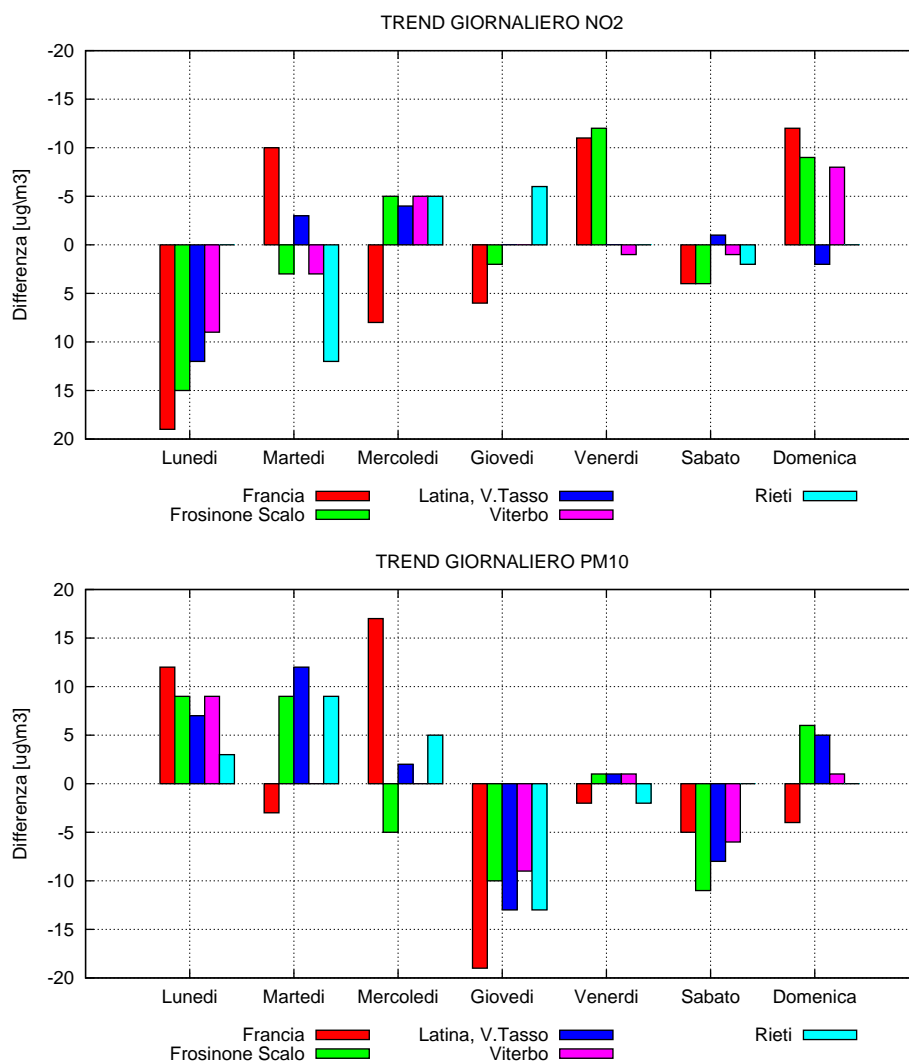 TREND GIORNALIERO NO2
-20
-15
-10
-5
0
5
10
15
20
Differenza [ug\m3]
Lunedi Martedi Mercoledi Giovedi Venerdi Sabato Domenica
Francia Latina, V.Tasso Rieti
Frosinone Scalo Viterbo
TREND GIORNALIERO PM10
20
15
10
5
0
-5
-10
-15
-20
Differenza [ug\m3]
Lunedi Martedi Mercoledi Giovedi Venerdi Sabato Domenica
Francia Latina, V.Tasso Rieti
Frosinone Scalo Viterbo